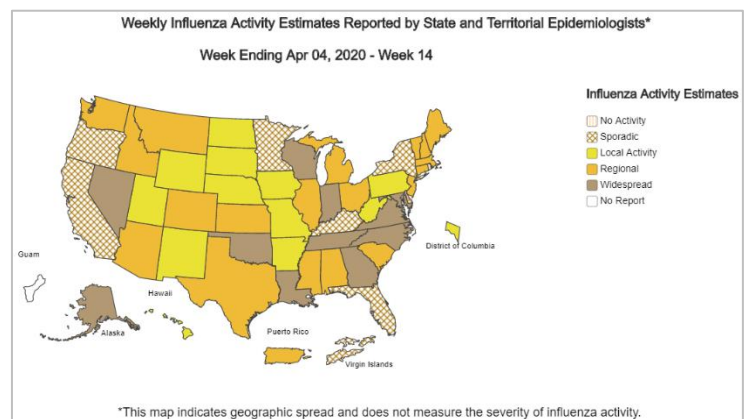 Weekly Influenza Activity Estimates Reported by State and Territorial Epidemiologists*
Week Ending Apr 04, 2020 - Week 14
Influenza Activity Estimates
No Activity
Sporadic
Local Activity
Regional
Widespread
No Report
District of Columbia
Guam
Hawaii
Alaska
Puerto Rico
Virgin Islands
*This map indicates geographic spread and does not measure the severity of influenza activity.